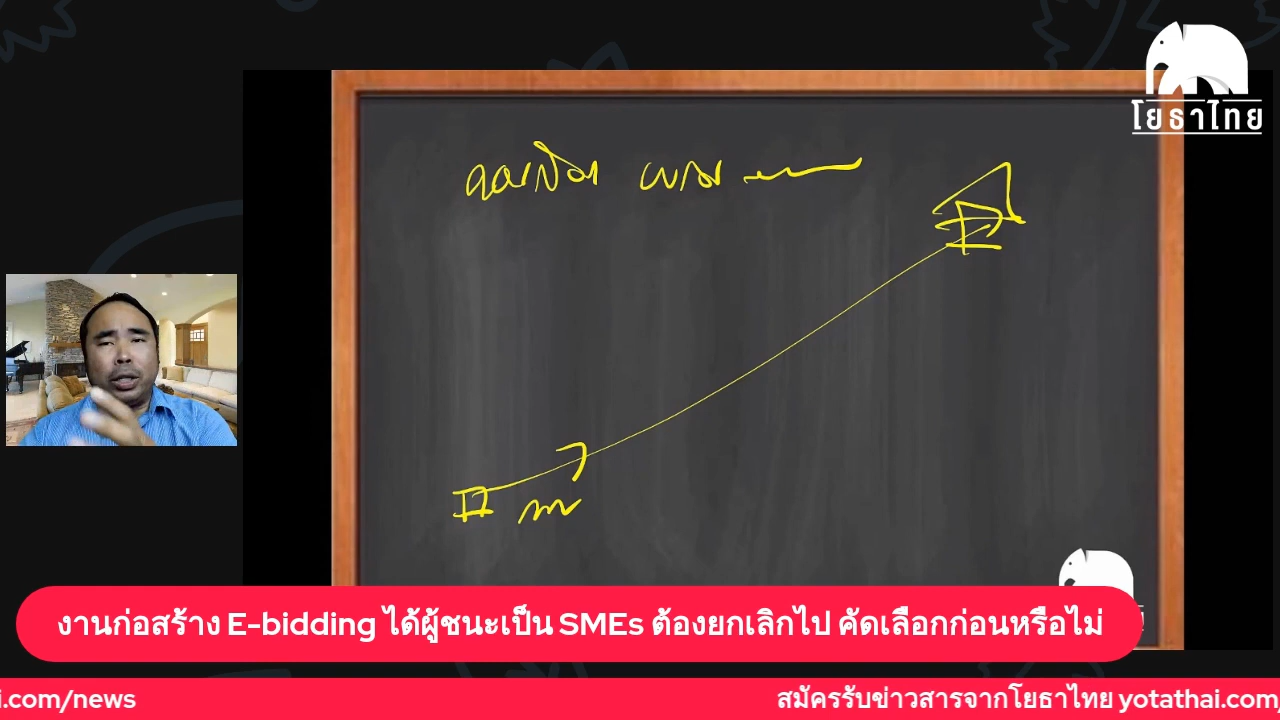 โยธาไทย
งานก่อสร้าง E-bidding ได้ผู้ชนะเป็น SMEs ต้องยกเลิกไป คัดเลือกก่อนหรือไม่
i.com/news
สมัครรับข่าวสารจากโยธาไทย yotathai.com/